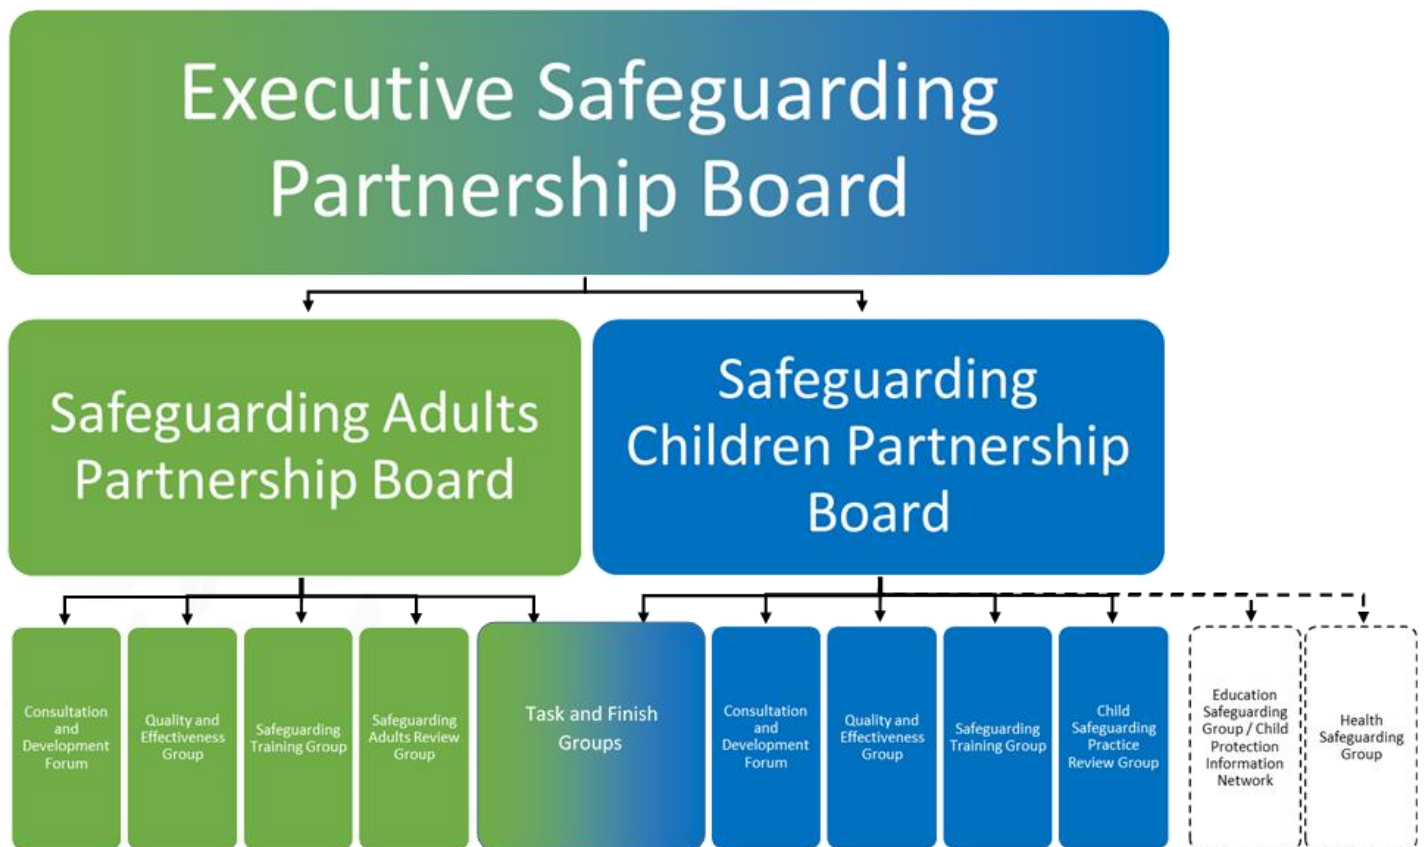 Executive Safeguarding
Partnership Board
Safeguarding Adults
Partnership Board
Safeguarding
Children Partnership
Board
Consultation
and
Development
Forum
Quality and
Effectiveness
Group
Safeguarding
Training Group
Safeguarding
Adults Review
Group
Task and Finish
Groups
Consultation
and
Development
Forum
Quality and
Effectiveness
Group
Safeguarding
Training Group
Child
Safeguarding
Practice
Review Group
Education
Safeguarding
Group / Child
Protection
Information
Network
Health
Safeguarding
Group